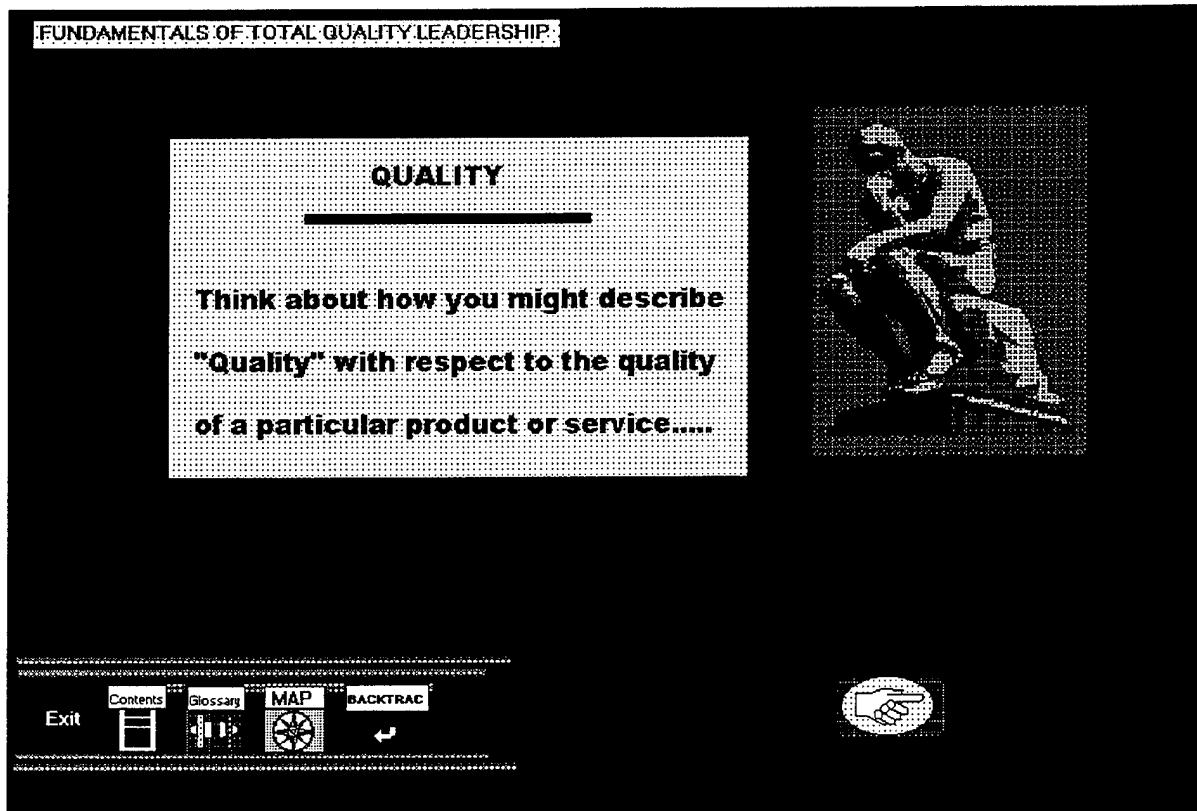 FUNDAMENTALS OF TOTAL QUALITY LEADERSHIP
QUALITY
Think about how you might describe
"Quality" with respect to the quality
of a particular product or service.....
Exit
Contents
Glossary
MAP
BACKTRAC